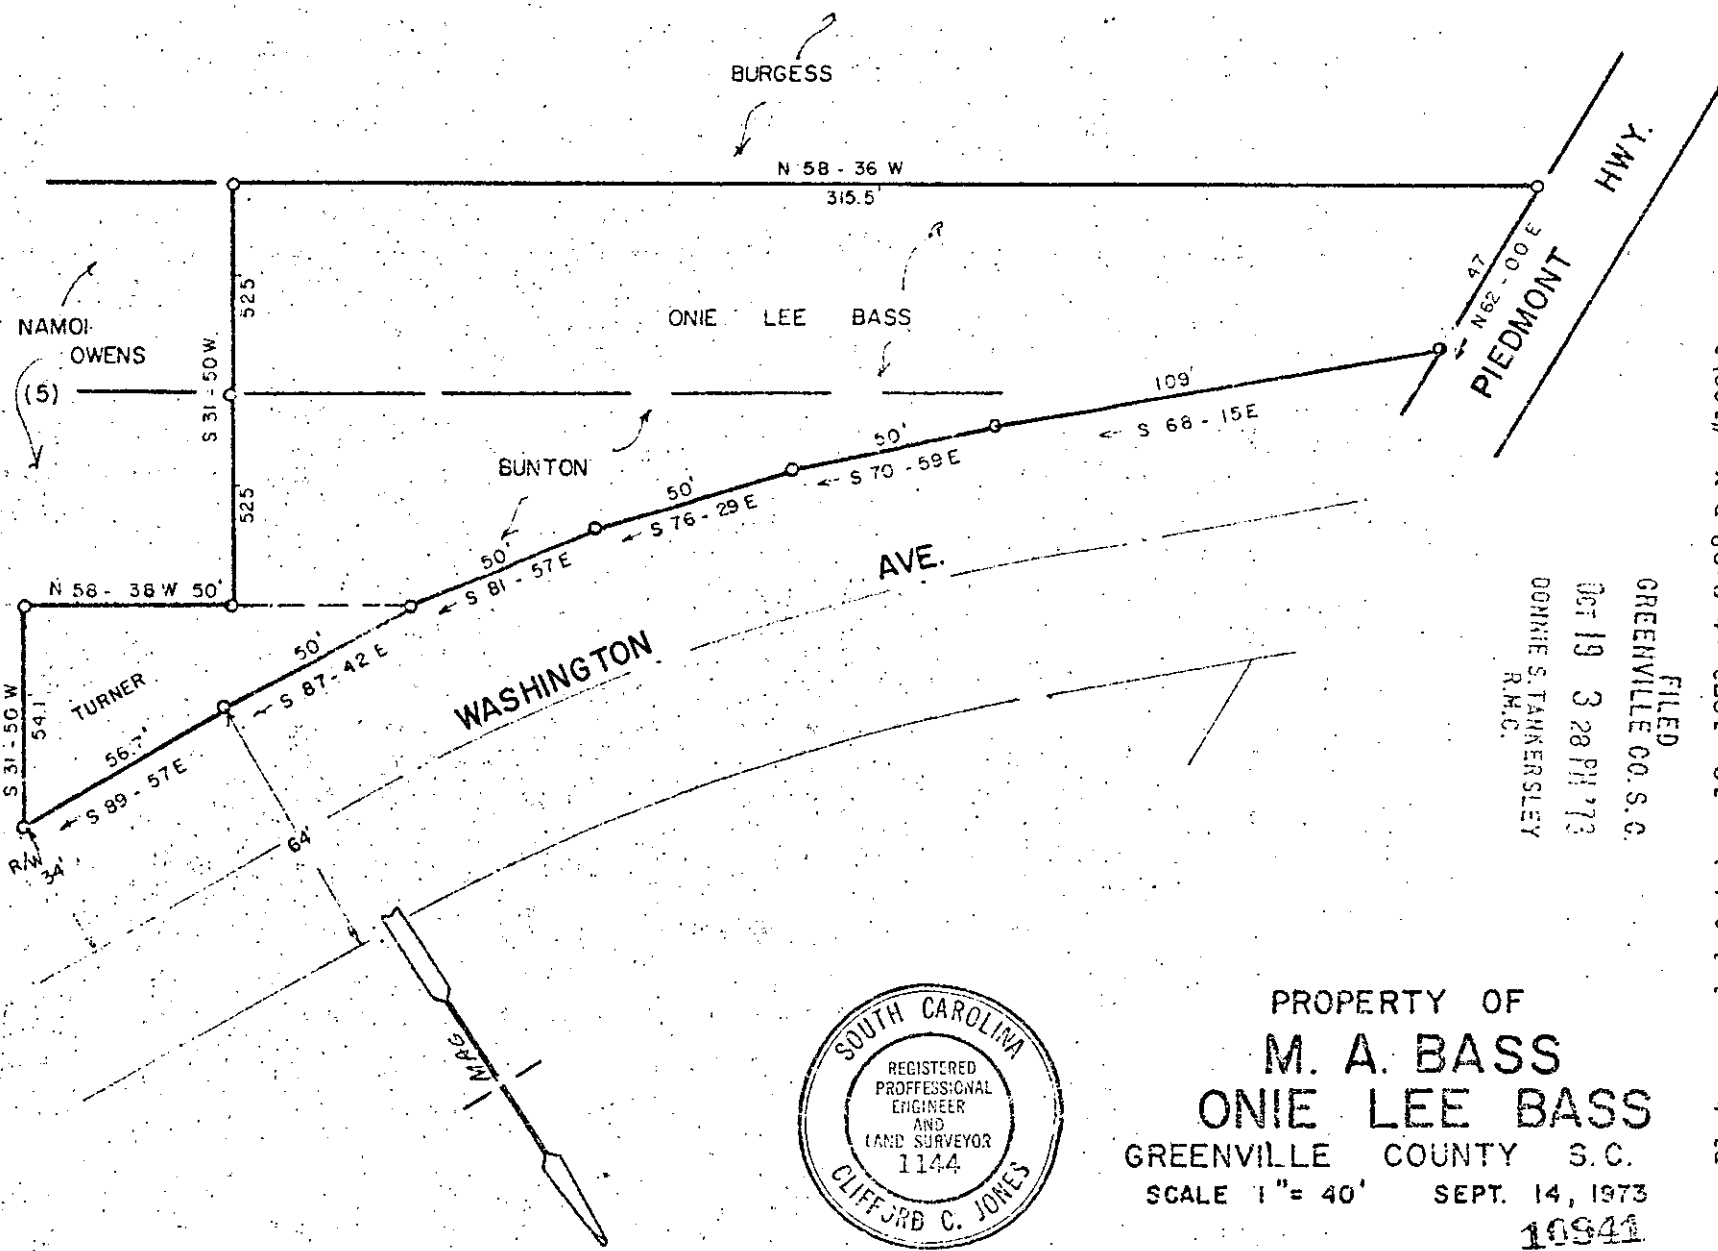 BURGESS
N 58 - 36 W
315.5'
HWY.
PIEDMONT
47
N62 - 00 E
NAMOI
OWENS
(5)
525'
S 31 - 50 W
525'
ONIE LEE BASS
109'
S 68 - 15 E
BUNTON
50'
S 70 - 59 E
50'
S 76 - 29 E
50'
S 81 - 57 E
AVE.
WASHINGTON
N 58 - 38 W 50'
50'
S 87 - 42 E
TURNER
S 31 - 50 W
54.1'
56.7'
S 89 - 57 E
R/W
34'
64'
MAG
FILED
GREENVILLE CO. S. C.
OCT 19 3 28 PM '73
DONNIE S. TANKERSLEY
R.M.C.
SOUTH CAROLINA
REGISTERED
PROFFESSIONAL
ENGINEER
AND
LAND SURVEYOR
1144
CLIFFORD C. JONES
PROPERTY OF
M. A. BASS
ONIE LEE BASS
GREENVILLE COUNTY S. C.
SCALE 1" = 40' SEPT. 14, 1973
10941